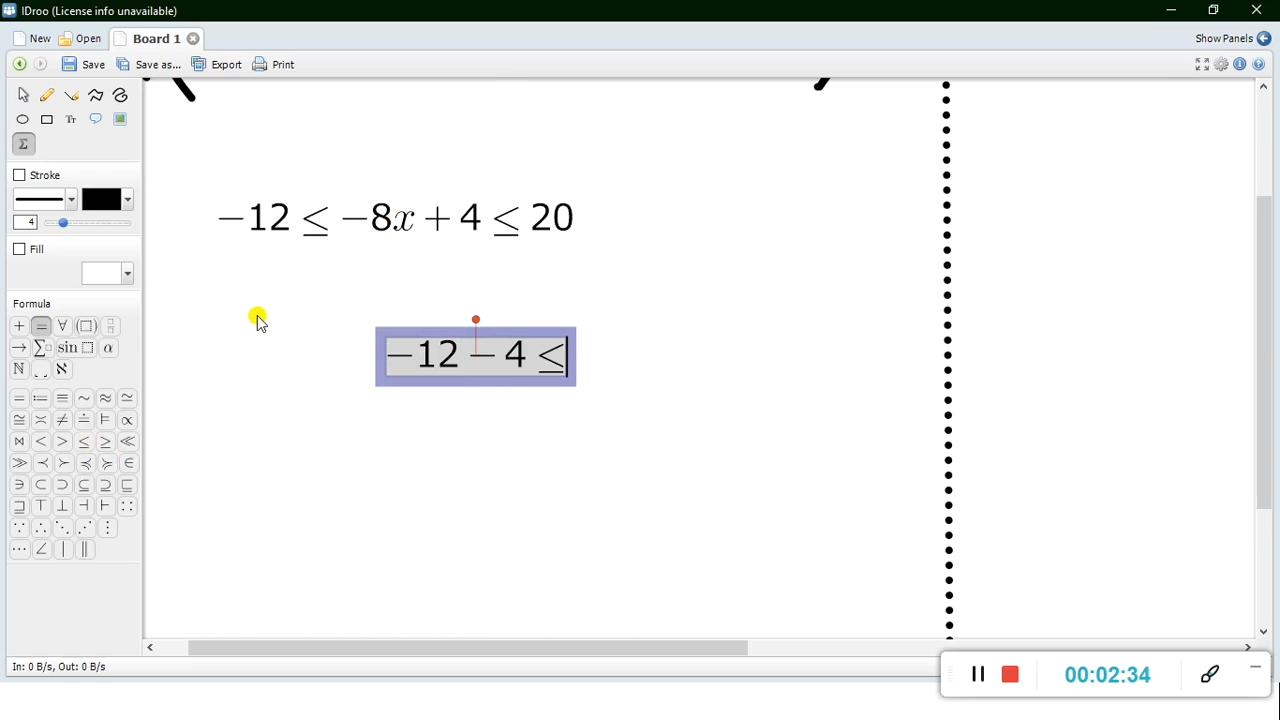 IDroo (License info unavailable)
New Open Board 1 Show Panels
Save Save as... Export Print
Tr
Σ
Stroke
4
Fill
−12 ≤ −8x + 4 ≤ 20
Formula
−12 − 4 ≤
+ = ∀ (□)
→ Σ□ sin □ α
ℕ ℵ
= ≡ ~ ≈ ≃
≅ ≍ ≠ ≐ ⊨ ∝
⋈ < > ≤ ≥ ≪
≫ ≺ ≻ ≼ ≽ ∈
∋ ⊂ ⊃ ⊆ ⊇ ⊑
⊒ ⊤ ⊥ ⊣ ⊢ ∷
∵ ∴ ⋱ ⋰ ⋮
⋯ ∠ | ∥
In: 0 B/s, Out: 0 B/s
00:02:34